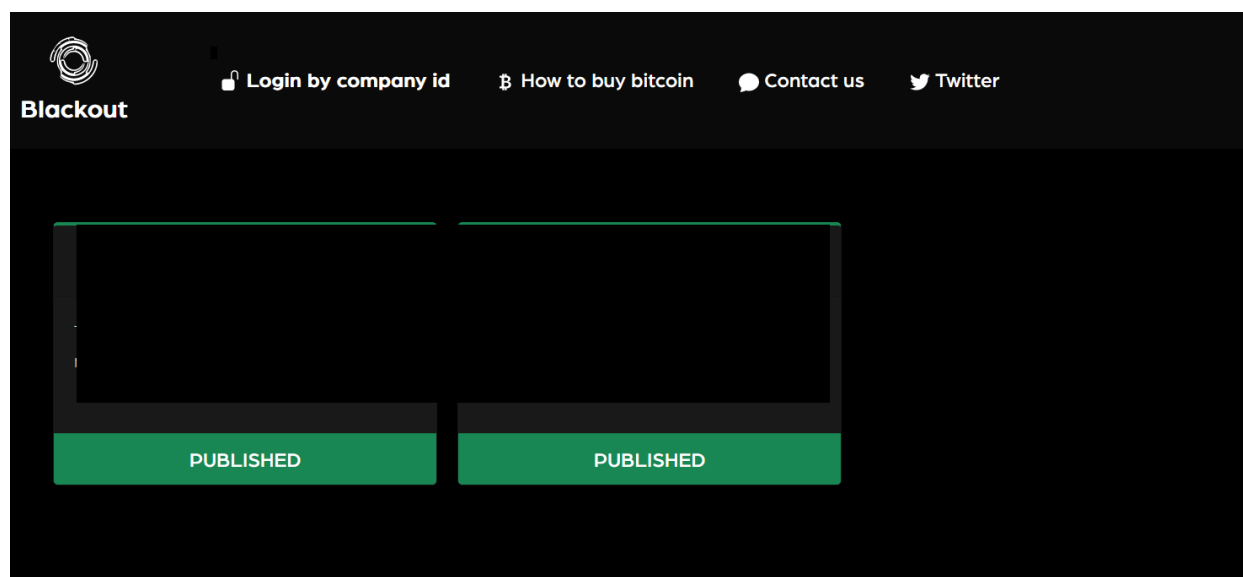 Login by company id
How to buy bitcoin
Contact us
Twitter
Blackout
PUBLISHED
PUBLISHED